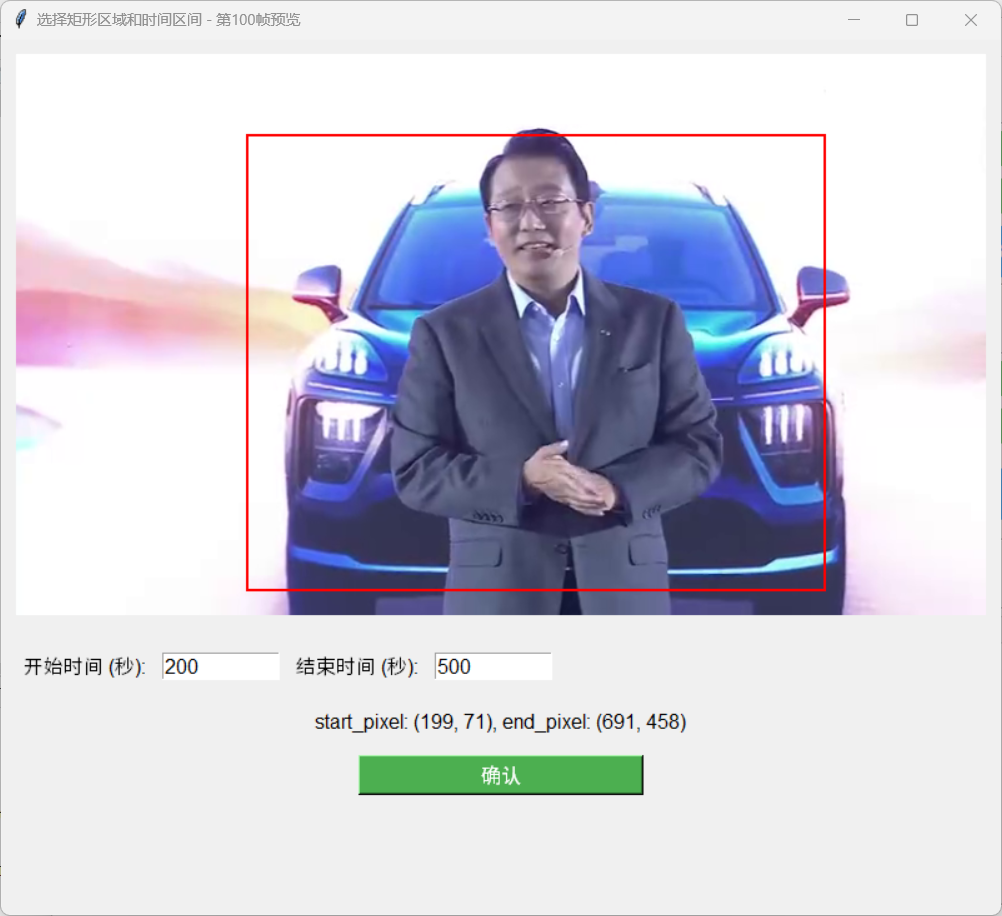 选择矩形区域和时间区间 - 第100帧预览
开始时间 (秒): 200 结束时间 (秒): 500
start_pixel: (199, 71), end_pixel: (691, 458)
确认